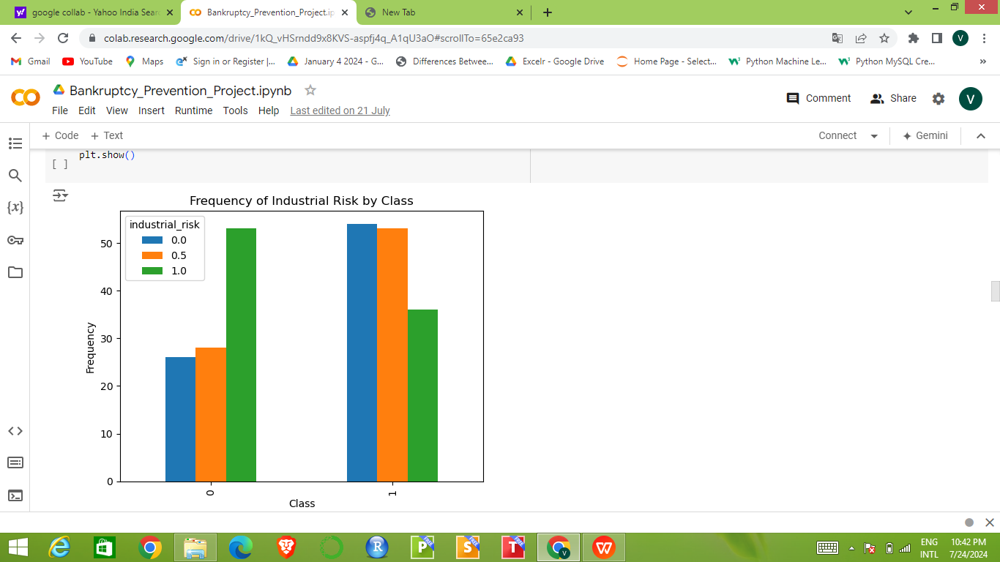 google collab - Yahoo India Sear
Bankruptcy_Prevention_Project.ip
New Tab
colab.research.google.com/drive/1kQ_vHSrndd9x8KVS-aspfj4q_A1qU3aO#scrollTo=65e2ca93
V
Gmail
YouTube
Maps
Sign in or Register |...
January 4 2024 - G...
Differences Betwee...
Excelr - Google Drive
Home Page - Select...
Python Machine Le...
Python MySQL Cre...
»
Bankruptcy_Prevention_Project.ipynb
Comment
Share
V
File Edit View Insert Runtime Tools Help Last edited on 21 July
+ Code + Text
Connect
Gemini
plt.show()
[ ]
{x}
Frequency of Industrial Risk by Class
industrial_risk
0.0
0.5
1.0
50
40
30
20
10
0
Frequency
0
1
Class
R
P
FREE
S
FREE
T
FREE
V
W
ENG
INTL
10:42 PM
7/24/2024